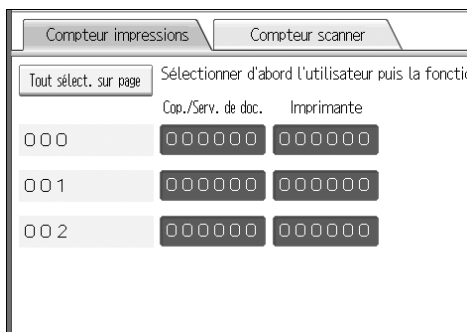 Compteur impressions Compteur scanner
Tout sélect. sur page Sélectionner d'abord l'utilisateur puis la fonctio
Cop./Serv. de doc. Imprimante
000 000000 000000
001 000000 000000
002 000000 000000